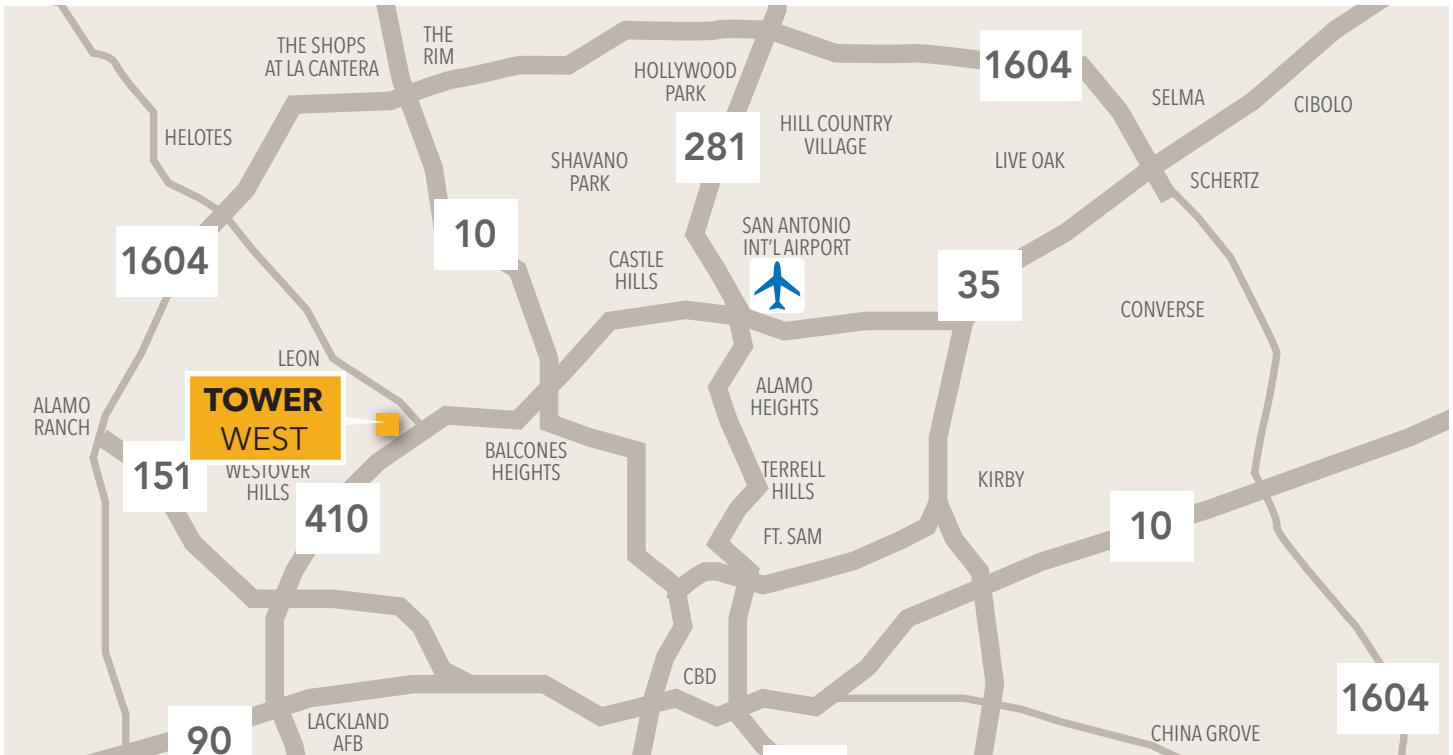 THE SHOPS
AT LA CANTERA
THE
RIM
HOLLYWOOD
PARK
1604
SELMA
CIBOLO
HELOTES
281
HILL COUNTRY
VILLAGE
SHAVANO
PARK
LIVE OAK
SCHERTZ
10
SAN ANTONIO
INT'L AIRPORT
1604
CASTLE
HILLS
35
CONVERSE
LEON
TOWER
WEST
ALAMO
RANCH
ALAMO
HEIGHTS
BALCONES
HEIGHTS
151
WESTOVER
HILLS
TERRELL
HILLS
KIRBY
410
10
FT. SAM
CBD
1604
LACKLAND
AFB
90
CHINA GROVE